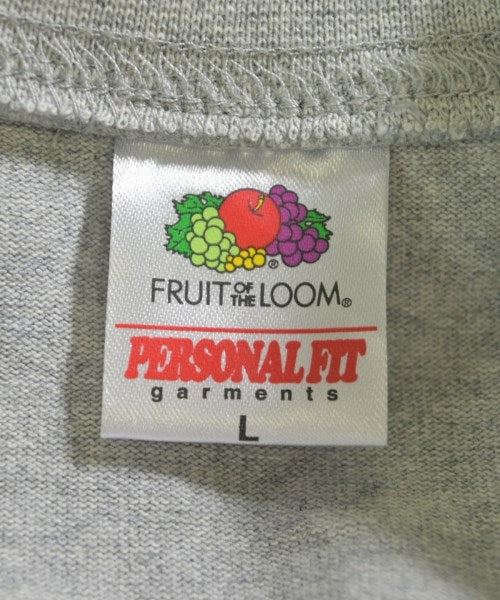 ®
FRUIT OF THE LOOM®
PERSONAL FIT
garments
L